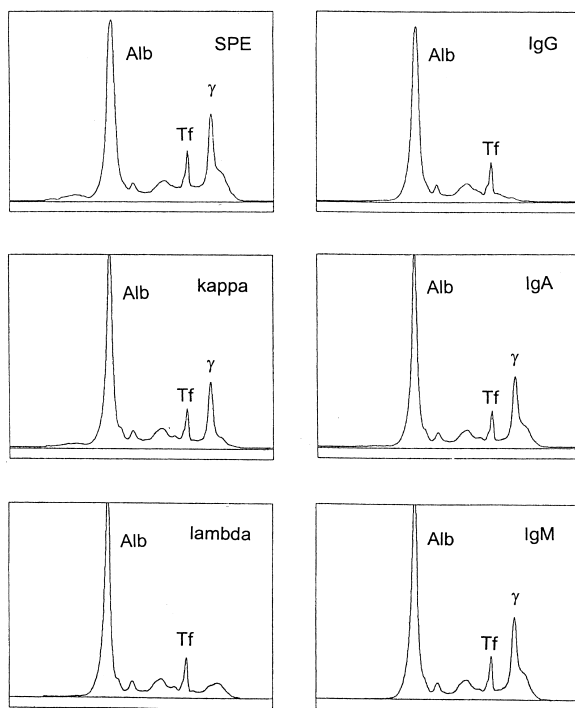 Alb
SPE
γ
Tf
Alb
IgG
Tf
Alb
kappa
γ
Tf
Alb
IgA
γ
Tf
Alb
lambda
Tf
Alb
IgM
γ
Tf